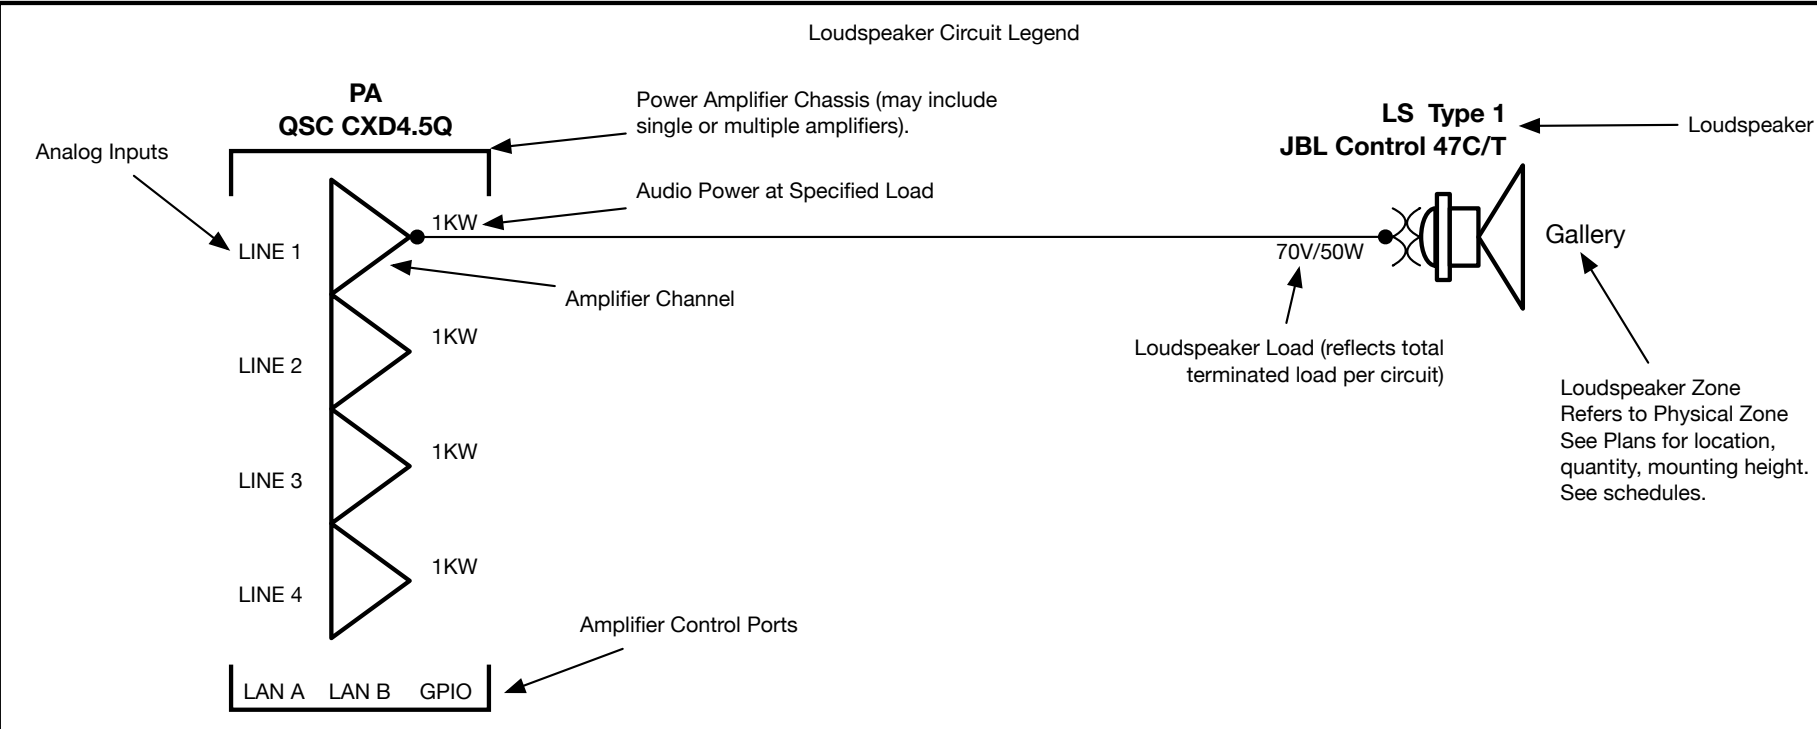 Loudspeaker Circuit Legend
PA
QSC CXD4.5Q
Power Amplifier Chassis (may include
single or multiple amplifiers).
LS  Type 1
JBL Control 47C/T
Loudspeaker
Analog Inputs
Audio Power at Specified Load
1KW
LINE 1
70V/50W
Gallery
Amplifier Channel
1KW
LINE 2
Loudspeaker Load (reflects total
terminated load per circuit)
Loudspeaker Zone
Refers to Physical Zone
See Plans for location,
quantity, mounting height.
See schedules.
1KW
LINE 3
1KW
LINE 4
Amplifier Control Ports
LAN A LAN B GPIO